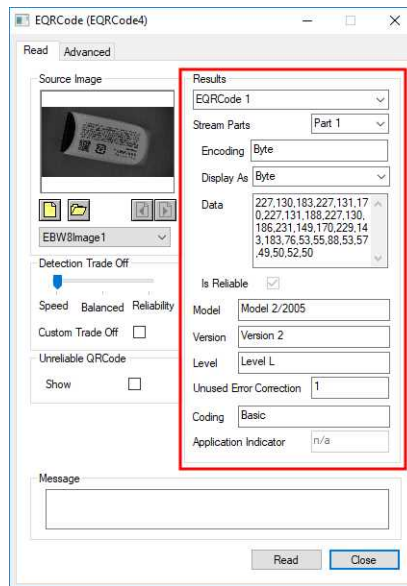 EQRCode (EQRCode4)
Read
Advanced
Source Image
EBW8Image1
Detection Trade Off
Speed Balanced Reliability
Custom Trade Off
Unreliable QRCode
Show
Results
EQRCode 1
Stream Parts Part 1
Encoding Byte
Display As Byte
Data 227,130,183,227,131,17
0,227,131,188,227,130,
186,231,149,170,229,14
3,183,76,53,55,88,53,57
,49,50,52,50
Is Reliable
Model Model 2/2005
Version Version 2
Level Level L
Unused Error Correction 1
Coding Basic
Application Indicator n/a
Message
Read
Close